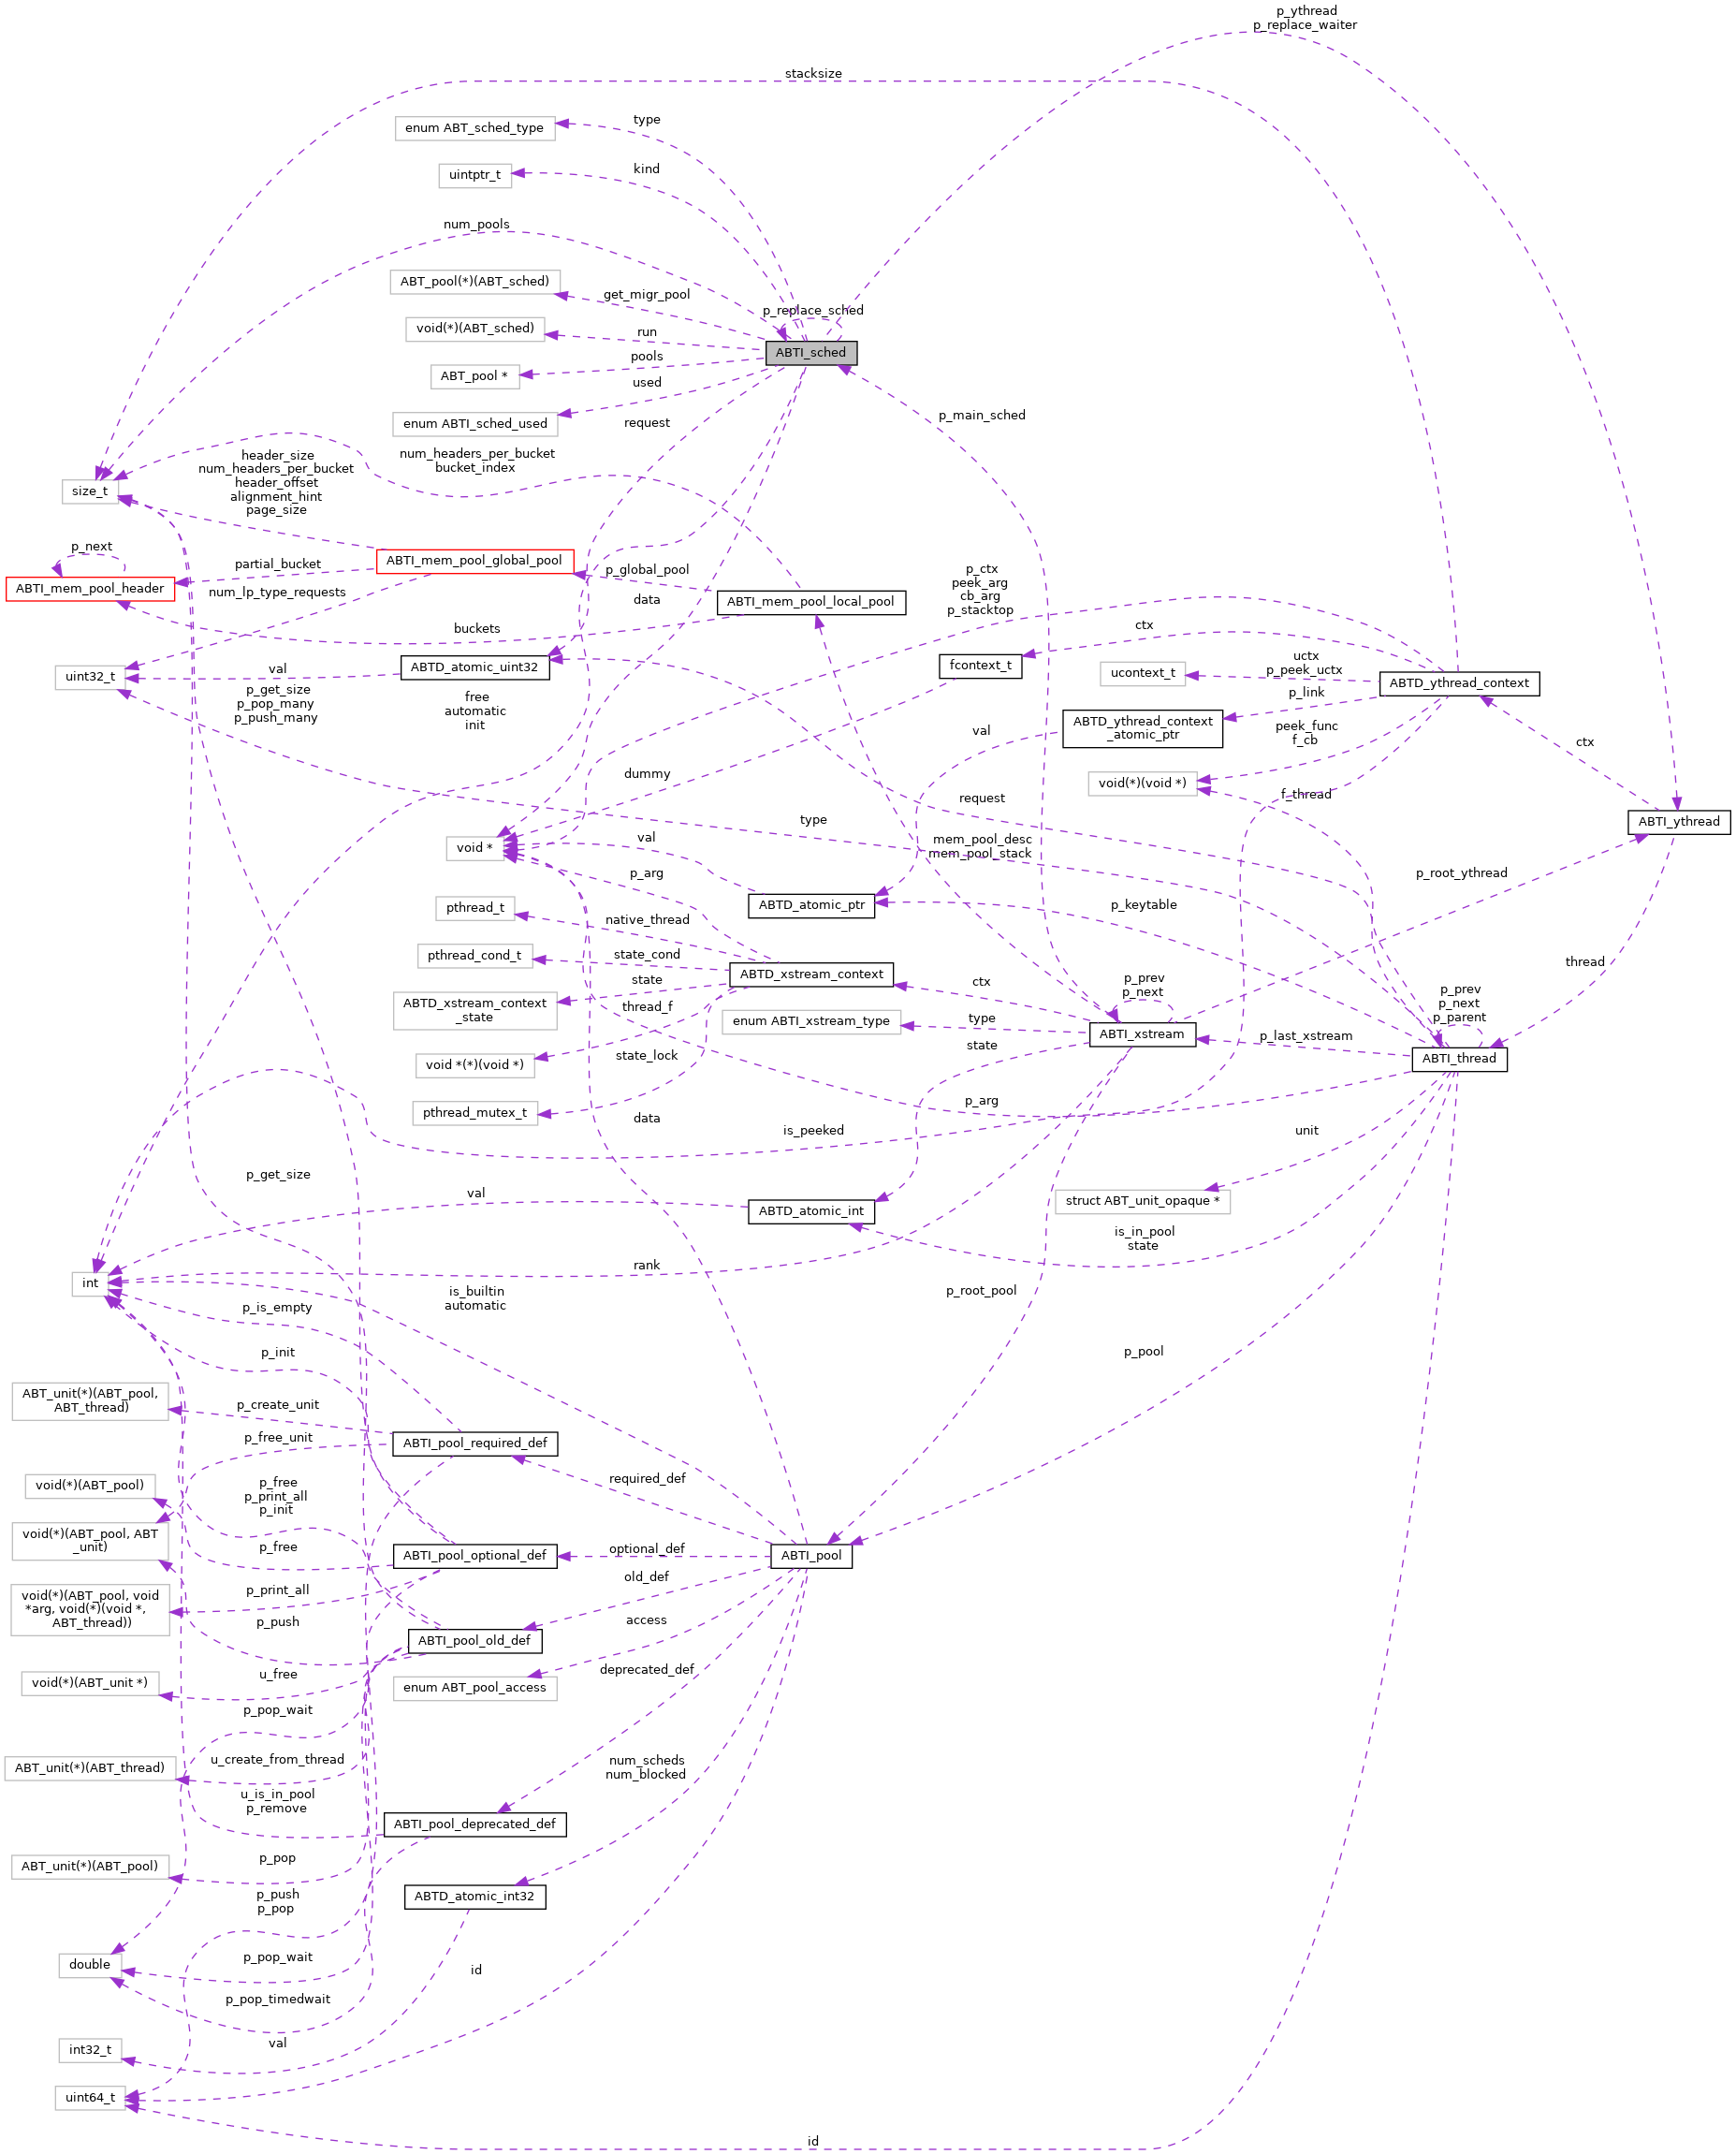 p_ythread
p_replace_waiter
stacksize
enum ABT_sched_type
type
uintptr_t
kind
num_pools
ABT_pool(*)(ABT_sched)
get_migr_pool
p_replace_sched
void(*)(ABT_sched)
run
ABTI_sched
pools
ABT_pool *
used
enum ABTI_sched_used
request
p_main_sched
header_size
num_headers_per_bucket
header_offset
alignment_hint
page_size
num_headers_per_bucket
bucket_index
size_t
p_next
ABTI_mem_pool_global_pool
partial_bucket
p_global_pool
ABTI_mem_pool_header
num_lp_type_requests
data
ABTI_mem_pool_local_pool
p_ctx
peek_arg
cb_arg
p_stacktop
ctx
buckets
ABTD_atomic_uint32
val
uint32_t
fcontext_t
ucontext_t
uctx
p_peek_uctx
ABTD_ythread_context
p_get_size
p_pop_many
p_push_many
free
automatic
init
p_link
ABTD_ythread_context
_atomic_ptr
val
peek_func
f_cb
ctx
dummy
void(*)(void *)
f_thread
request
type
ABTI_ythread
void *
val
mem_pool_desc
mem_pool_stack
p_arg
p_root_ythread
ABTD_atomic_ptr
p_keytable
pthread_t
native_thread
pthread_cond_t
state_cond
ABTD_xstream_context
thread
state
ctx
p_prev
p_next
p_prev
p_next
p_parent
ABTD_xstream_context
_state
thread_f
enum ABTI_xstream_type
type
ABTI_xstream
p_last_xstream
ABTI_thread
void *(*)(void *)
state_lock
state
pthread_mutex_t
p_arg
data
is_peeked
unit
p_get_size
val
ABTD_atomic_int
struct ABT_unit_opaque *
is_in_pool
state
int
rank
is_builtin
automatic
p_root_pool
p_is_empty
p_init
p_pool
ABT_unit(*)(ABT_pool,
ABT_thread)
p_create_unit
p_free_unit
ABTI_pool_required_def
required_def
void(*)(ABT_pool)
p_free
p_print_all
p_init
void(*)(ABT_pool, ABT
_unit)
p_free
ABTI_pool_optional_def
optional_def
ABTI_pool
old_def
p_print_all
void(*)(ABT_pool, void
*arg, void(*)(void *,
ABT_thread))
p_push
access
ABTI_pool_old_def
u_free
deprecated_def
void(*)(ABT_unit *)
enum ABT_pool_access
p_pop_wait
u_create_from_thread
num_scheds
num_blocked
ABT_unit(*)(ABT_thread)
u_is_in_pool
p_remove
ABTI_pool_deprecated_def
ABT_unit(*)(ABT_pool)
p_pop
p_push
p_pop
ABTD_atomic_int32
double
p_pop_wait
id
p_pop_timedwait
int32_t
val
uint64_t
id